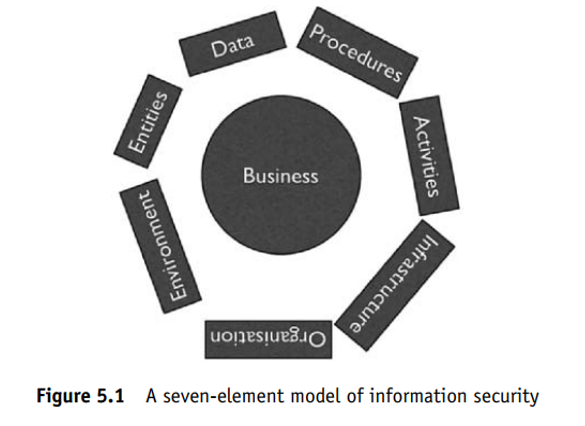 Data
Procedures
Entities
Activities
Business
Environment
Infrastructure
Organisation
Figure 5.1 A seven-element model of information security